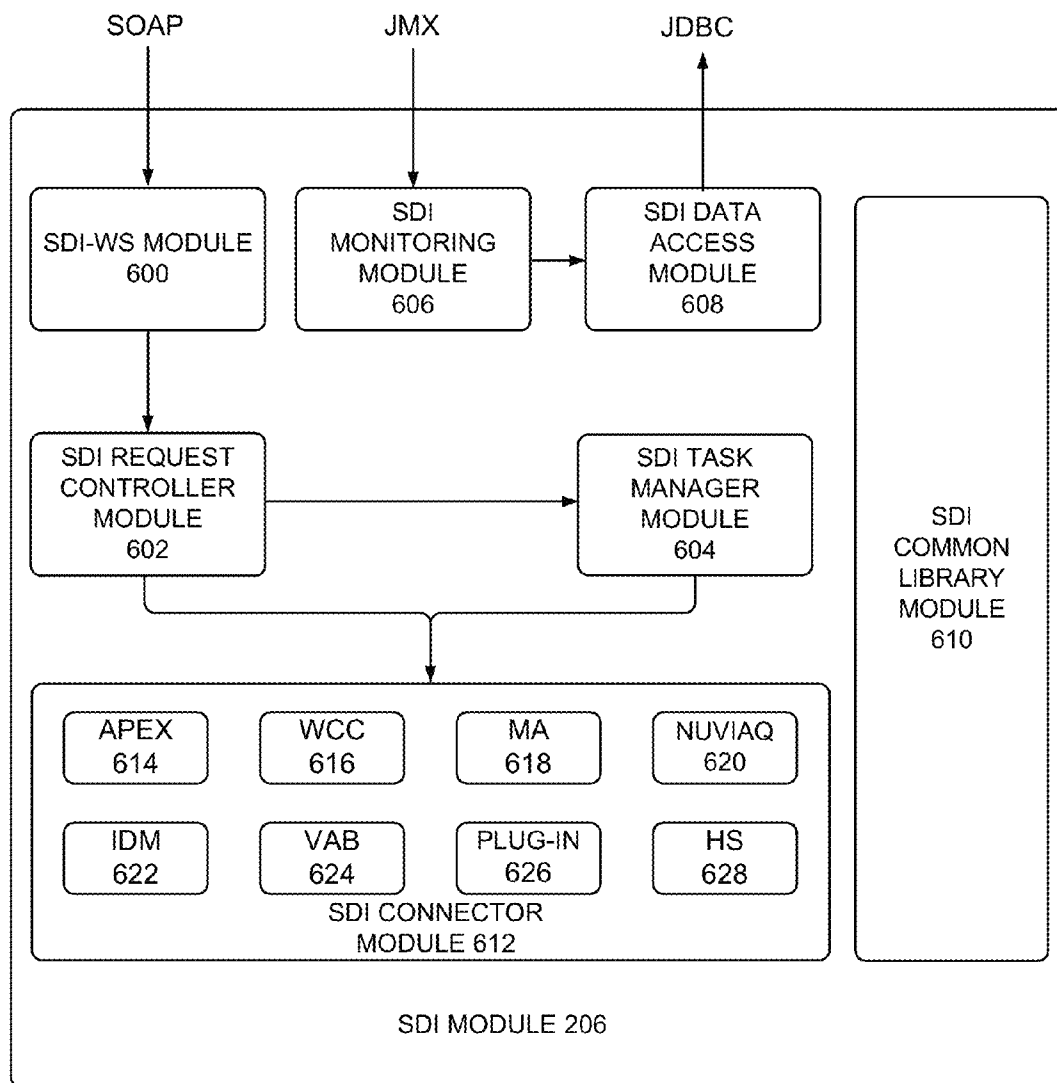 SOAP
JMX
JDBC
SDI-WS MODULE
600
SDI
MONITORING
MODULE
606
SDI DATA
ACCESS
MODULE
608
SDI REQUEST
CONTROLLER
MODULE
602
SDI TASK
MANAGER
MODULE
604
SDI
COMMON
LIBRARY
MODULE
610
APEX
614
WCC
616
MA
618
NUVIAQ
620
IDM
622
VAB
624
PLUG-IN
626
HS
628
SDI CONNECTOR
MODULE 612
SDI MODULE 206